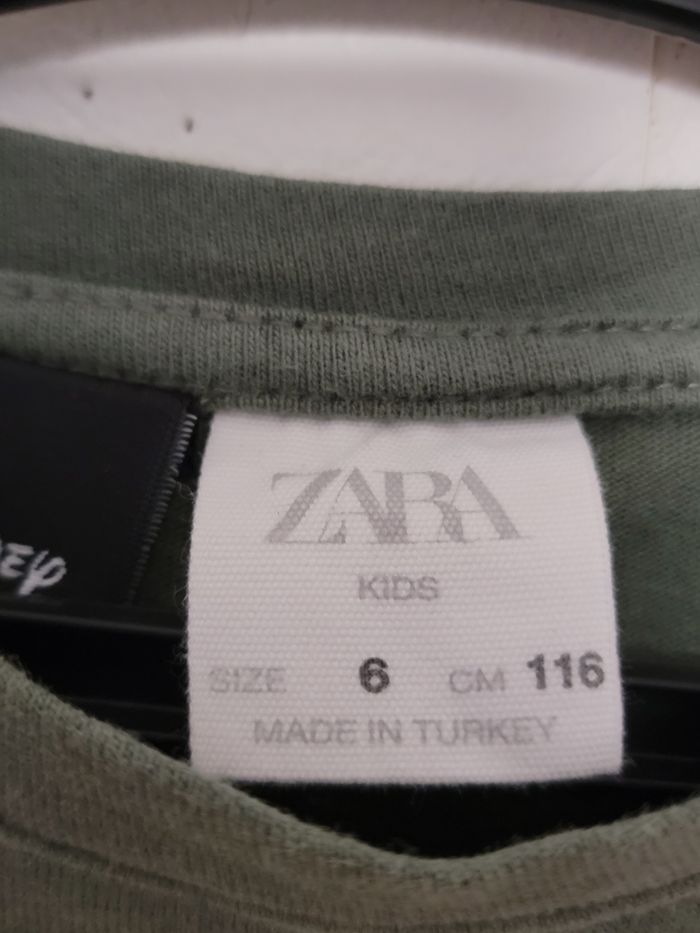 ZARA
KIDS
SIZE 6 CM 116
MADE IN TURKEY